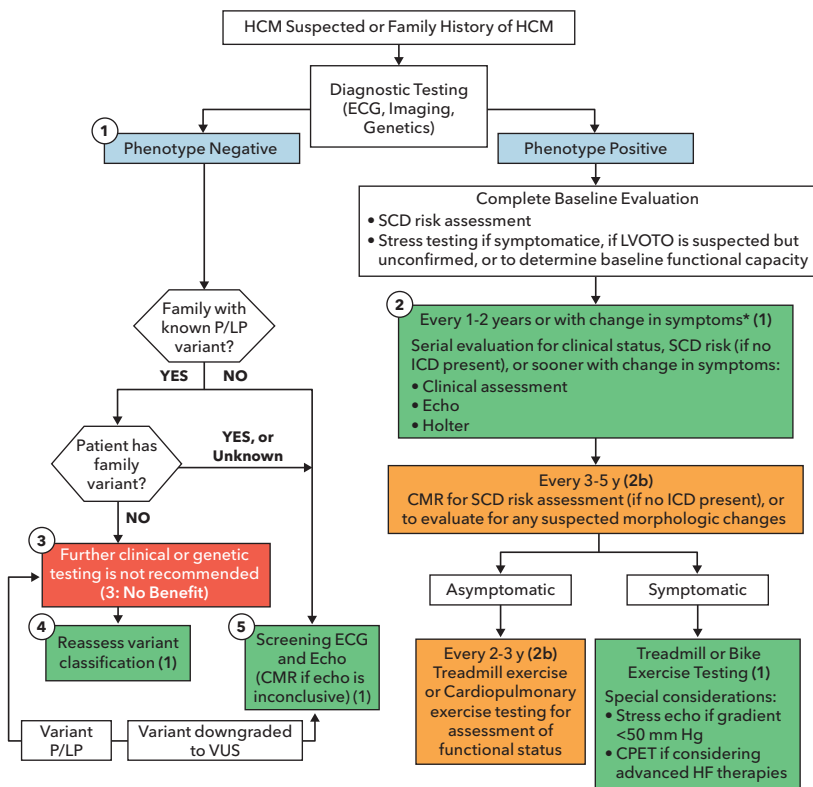 HCM Suspected or Family History of HCM
Diagnostic Testing
(ECG, Imaging,
Genetics)
1
Phenotype Negative
Phenotype Positive
Complete Baseline Evaluation
• SCD risk assessment
• Stress testing if symptomatice, if LVOTO is suspected but
unconfirmed, or to determine baseline functional capacity
2
Every 1-2 years or with change in symptoms* (1)
Serial evaluation for clinical status, SCD risk (if no
ICD present), or sooner with change in symptoms:
• Clinical assessment
• Echo
• Holter
Family with
known P/LP
variant?
YES
NO
Patient has
family
variant?
YES, or
Unknown
NO
3
Further clinical or genetic
testing is not recommended
(3: No Benefit)
4
Reassess variant
classification (1)
5
Screening ECG
and Echo
(CMR if echo is
inconclusive) (1)
Variant
P/LP
Variant downgraded
to VUS
Every 3-5 y (2b)
CMR for SCD risk assessment (if no ICD present), or
to evaluate for any suspected morphologic changes
Asymptomatic
Symptomatic
Every 2-3 y (2b)
Treadmill exercise
or Cardiopulmonary
exercise testing for
assessment of
functional status
Treadmill or Bike
Exercise Testing (1)
Special considerations:
• Stress echo if gradient
<50 mm Hg
• CPET if considering
advanced HF therapies